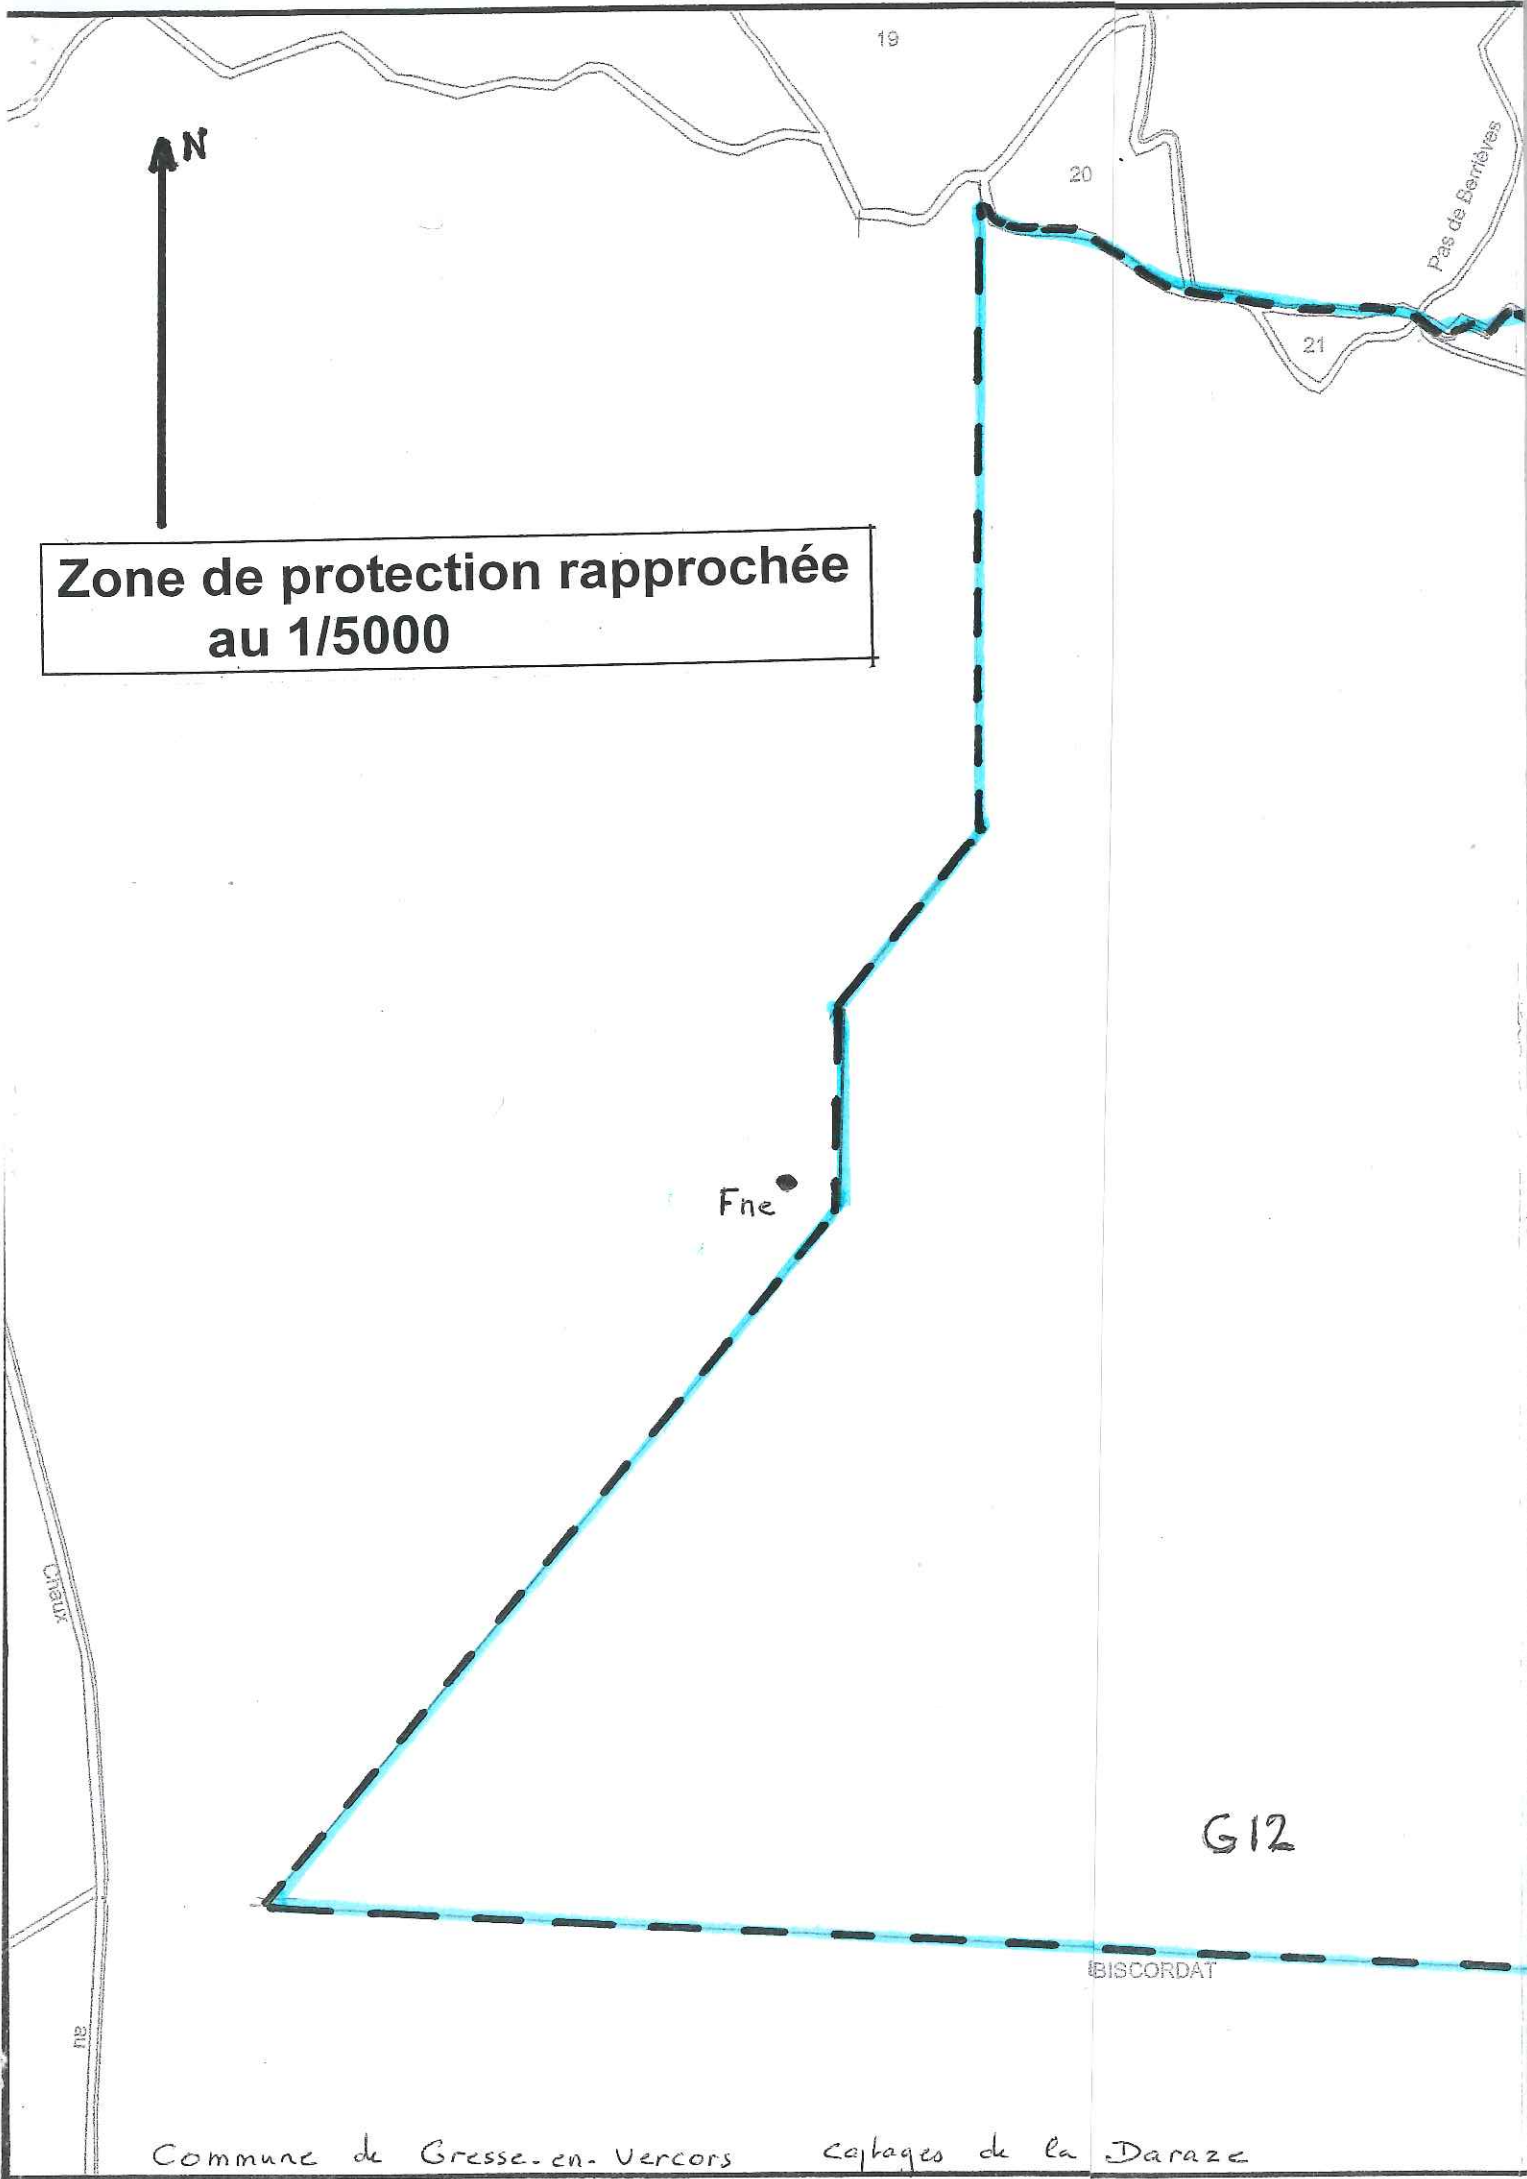 19
N
20
Pas de Berrièves
21
Zone de protection rapprochée
au 1/5000
Fne
Chaux
G12
BISCORDAT
au
Commune de Gresse-en-Vercors captages de la Daraze